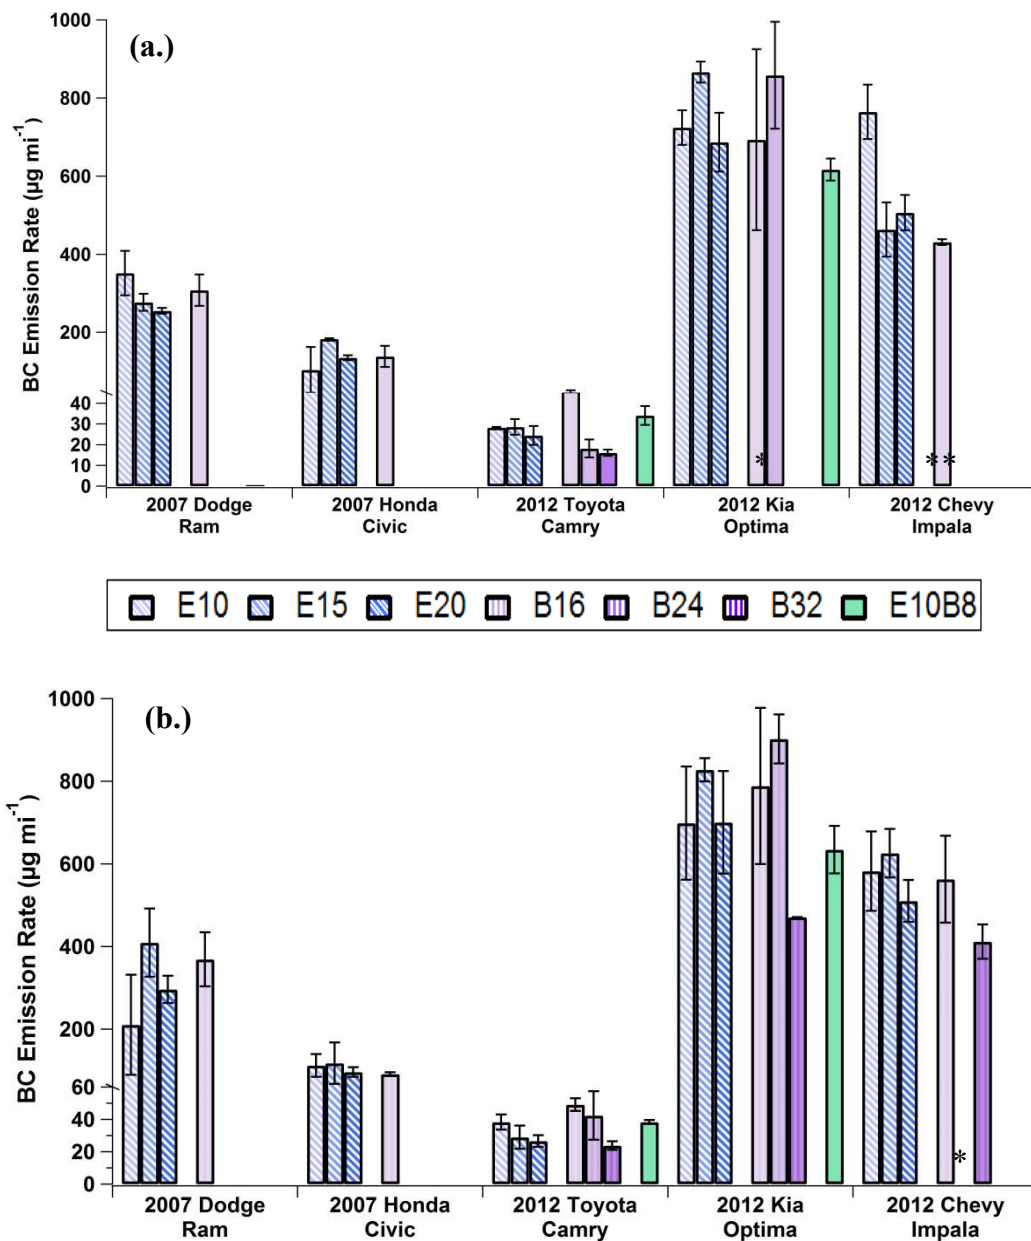 (a.)
BC Emission Rate (µg mi⁻¹)
1000
800
600
400
200
40
30
20
10
0
*
**
2007 Dodge Ram
2007 Honda Civic
2012 Toyota Camry
2012 Kia Optima
2012 Chevy Impala
E10 E15 E20 B16 B24 B32 E10B8
(b.)
BC Emission Rate (µg mi⁻¹)
1000
800
600
400
200
60
40
20
0
*
2007 Dodge Ram
2007 Honda Civic
2012 Toyota Camry
2012 Kia Optima
2012 Chevy Impala